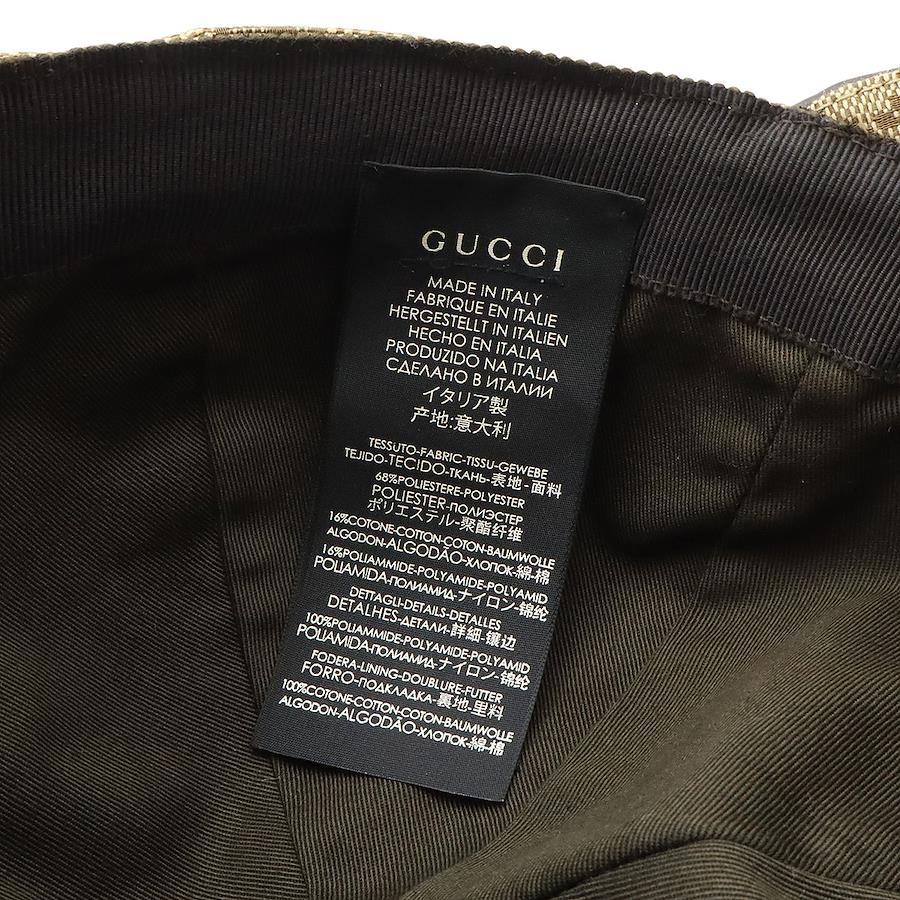 GUCCI
MADE IN ITALY
FABRIQUE EN ITALIE
HERGESTELLT IN ITALIEN
HECHO EN ITALIA
PRODUZIDO NA ITALIA
СДЕЛАНО В ИТАЛИИ
イタリア製
产地:意大利
TESSUTO-FABRIC-TISSU-GEWEBE
TEJIDO-TECIDO-ТКАНЬ-表地-面料
68%POLIESTERE-POLYESTER
POLIESTER-ПОЛИЭСТЕР
ポリエステル-聚酯纤维
16%COTONE-COTTON-COTON-BAUMWOLLE
ALGODON-ALGODÃO-ХЛОПОК-綿-棉
16%POLIAMMIDE-POLYAMIDE-POLYAMID
POLIAMIDA-ПОЛИАМИД-ナイロン-锦纶
DETTAGLI-DETAILS-DETALLES
DETALHES-ДЕТАЛИ-詳細-镶边
100%POLIAMMIDE-POLYAMIDE-POLYAMID
POLIAMIDA-ПОЛИАМИД-ナイロン-锦纶
FODERA-LINING-DOUBLURE-FUTTER
FORRO-ПОДКЛАДКА-裏地-里料
100%COTONE-COTTON-COTON-BAUMWOLLE
ALGODON-ALGODÃO-ХЛОПОК-綿-棉